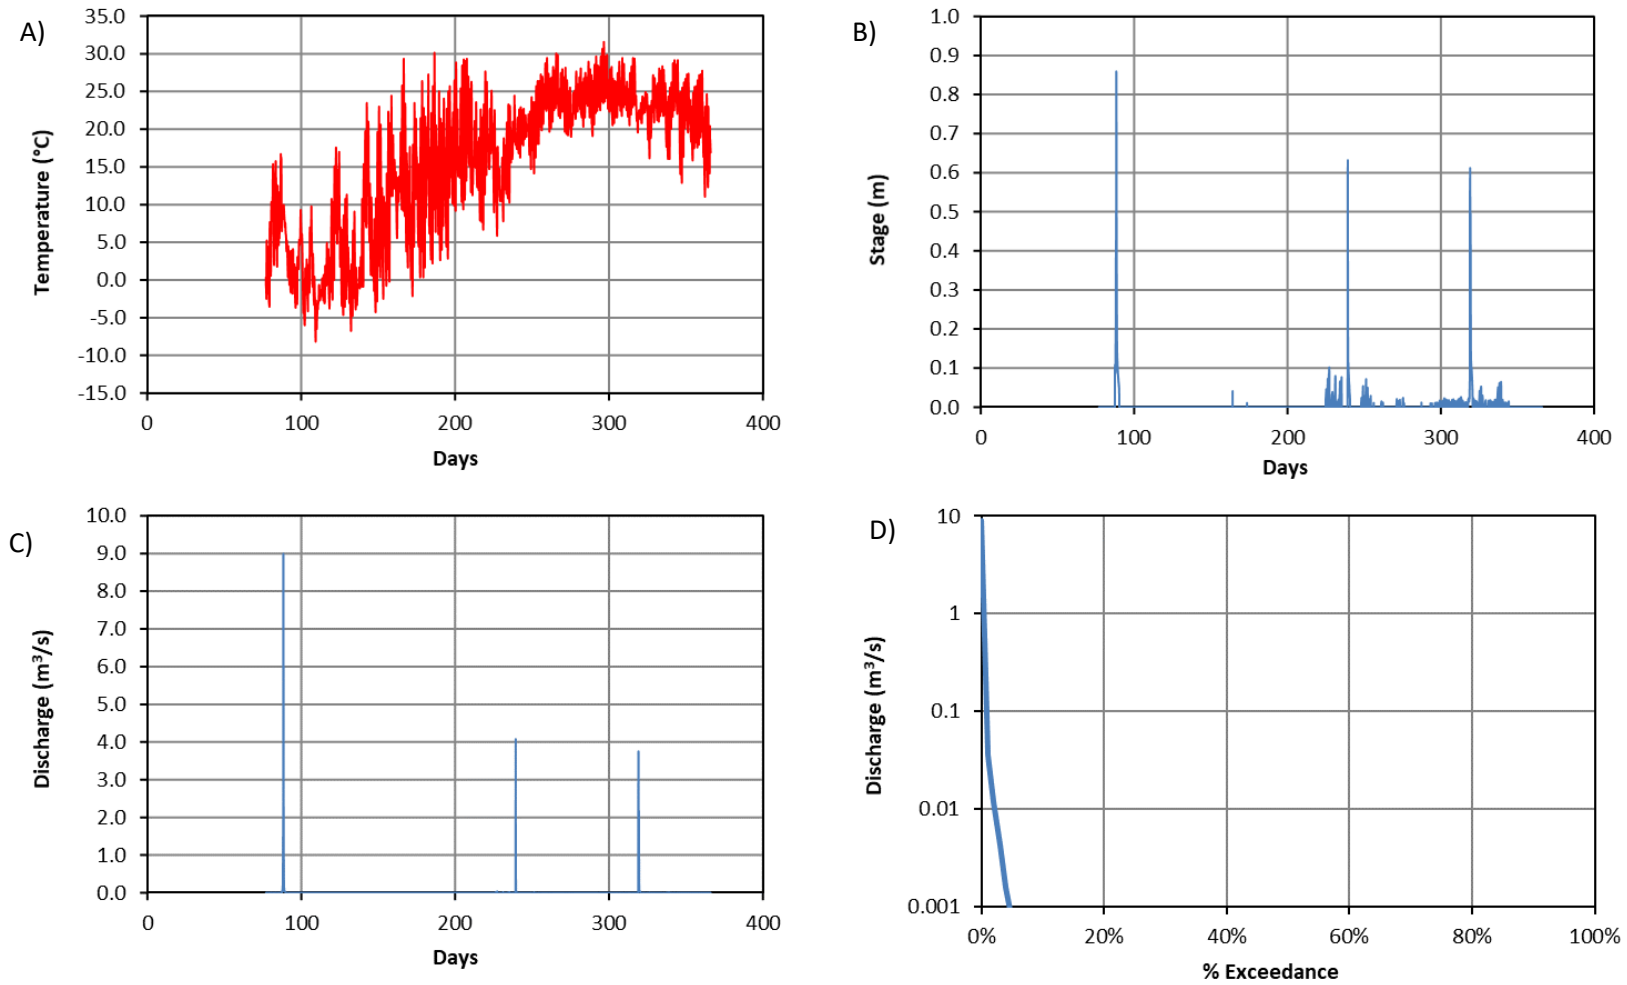 A)
35.0
30.0
25.0
20.0
15.0
10.0
5.0
0.0
-5.0
-10.0
-15.0
Temperature (°C)
0 100 200 300 400
Days
B)
1.0
0.9
0.8
0.7
0.6
0.5
0.4
0.3
0.2
0.1
0.0
Stage (m)
0 100 200 300 400
Days
C)
10.0
9.0
8.0
7.0
6.0
5.0
4.0
3.0
2.0
1.0
0.0
Discharge (m³/s)
0 100 200 300 400
Days
D)
10
1
0.1
0.01
0.001
Discharge (m³/s)
0% 20% 40% 60% 80% 100%
% Exceedance